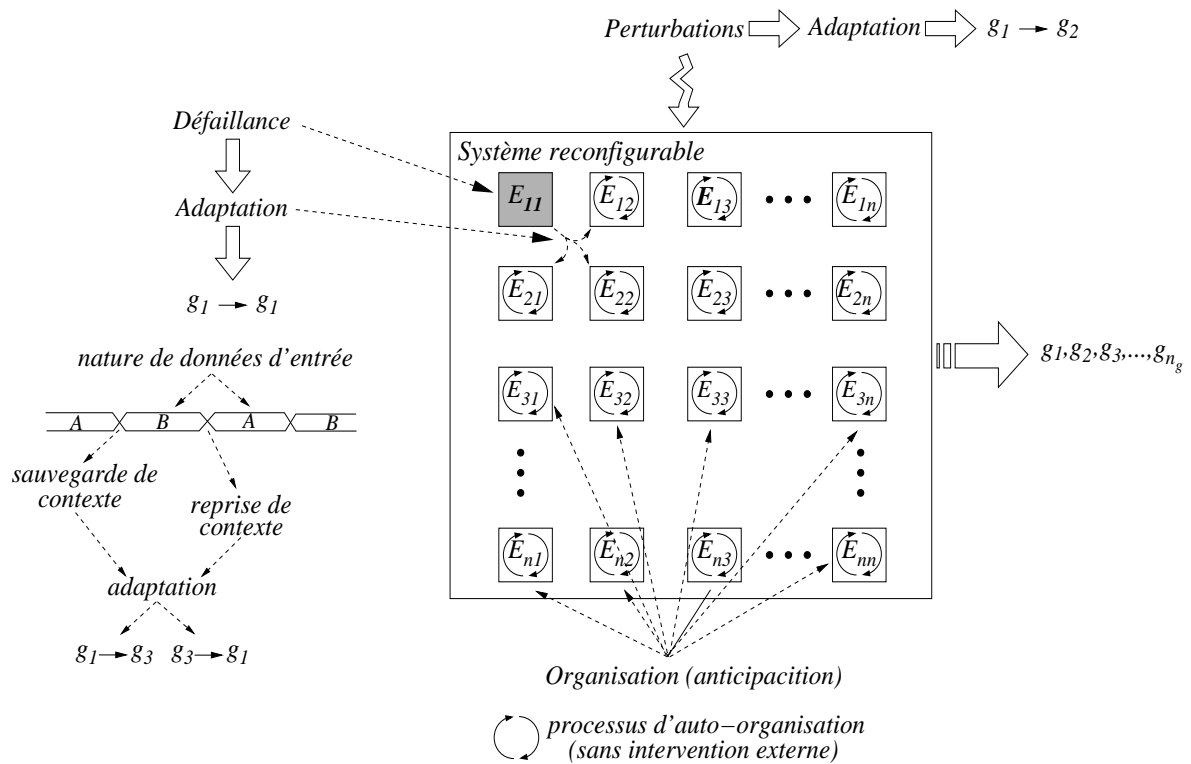 Perturbations Adaptation g1 → g2
Défaillance
Adaptation
g1 → g1
Système reconfigurable
E11 E12 E13 • • • E1n
E21 E22 E23 • • • E2n
E31 E32 E33 • • • E3n
En1 En2 En3 • • • Enn
g1,g2,g3,...,gng
nature de données d'entrée
A B A B
sauvegarde de
contexte
reprise de
contexte
adaptation
g1→g3 g3→g1
Organisation (anticipacition)
processus d'auto−organisation
(sans intervention externe)